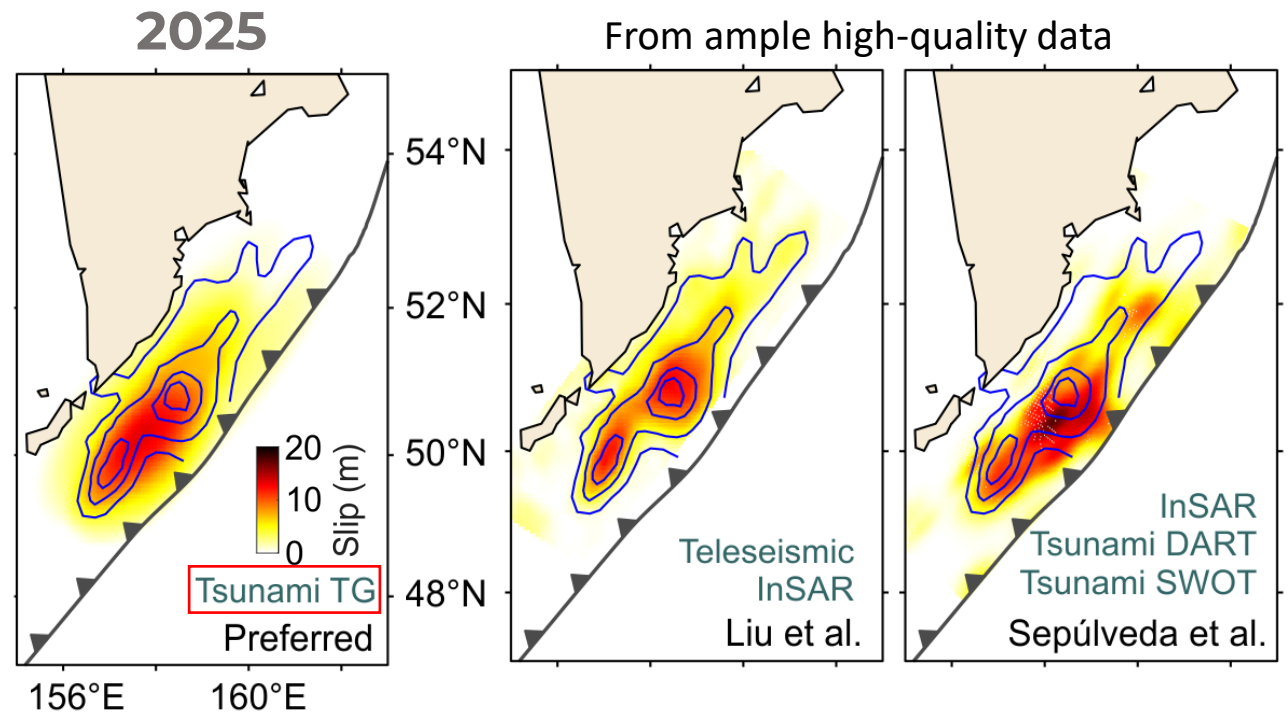 2025
From ample high-quality data
54°N
52°N
50°N
48°N
20
10
0
Slip (m)
Tsunami TG
Preferred
156°E
160°E
Teleseismic
InSAR
Liu et al.
InSAR
Tsunami DART
Tsunami SWOT
Sepúlveda et al.